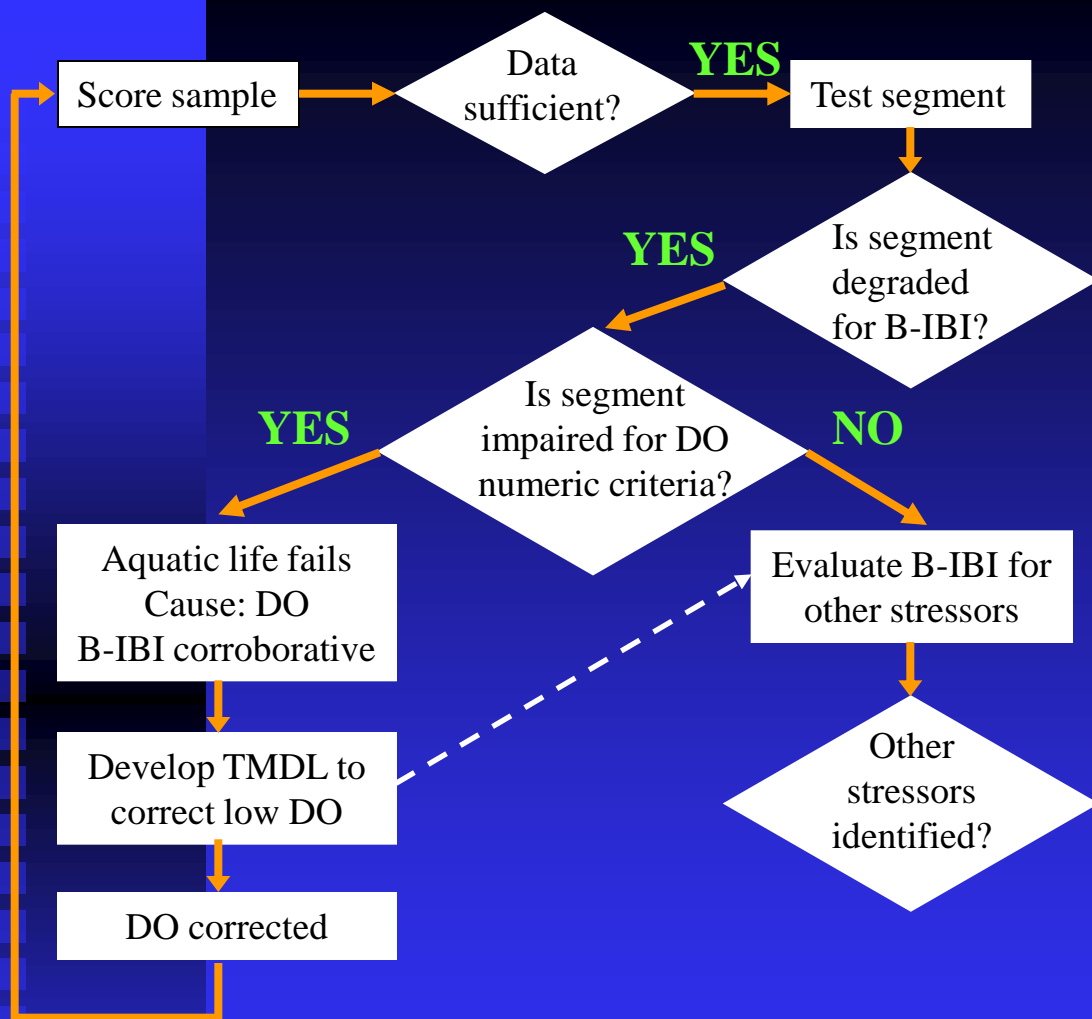 Score sample
Data
sufficient?
YES
Test segment
Is segment
degraded
for B-IBI?
YES
Is segment
impaired for DO
numeric criteria?
YES
NO
Aquatic life fails
Cause: DO
B-IBI corroborative
Evaluate B-IBI for
other stressors
Develop TMDL to
correct low DO
Other
stressors
identified?
DO corrected